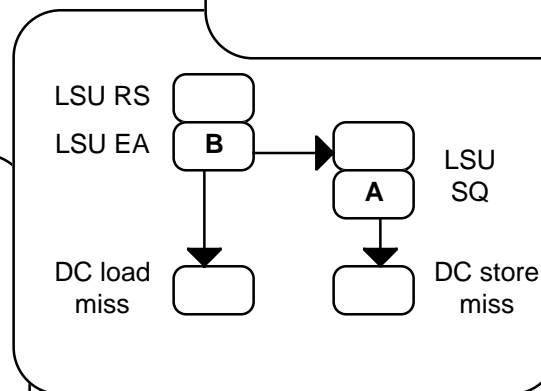 LSU RS
LSU EA
B
LSU
SQ
A
DC load
miss
DC store
miss